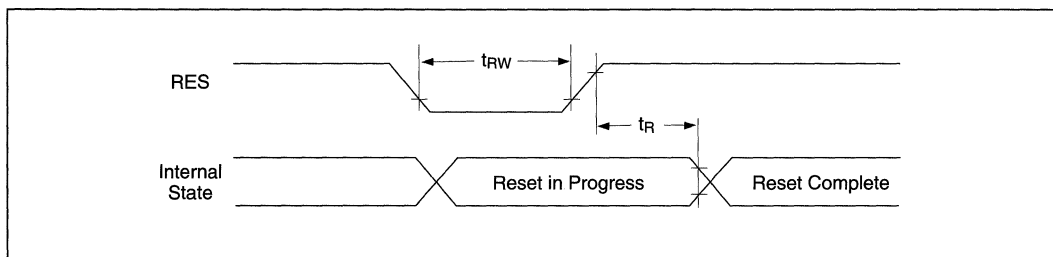 RES
tRW
tR
Internal
State
Reset in Progress
Reset Complete